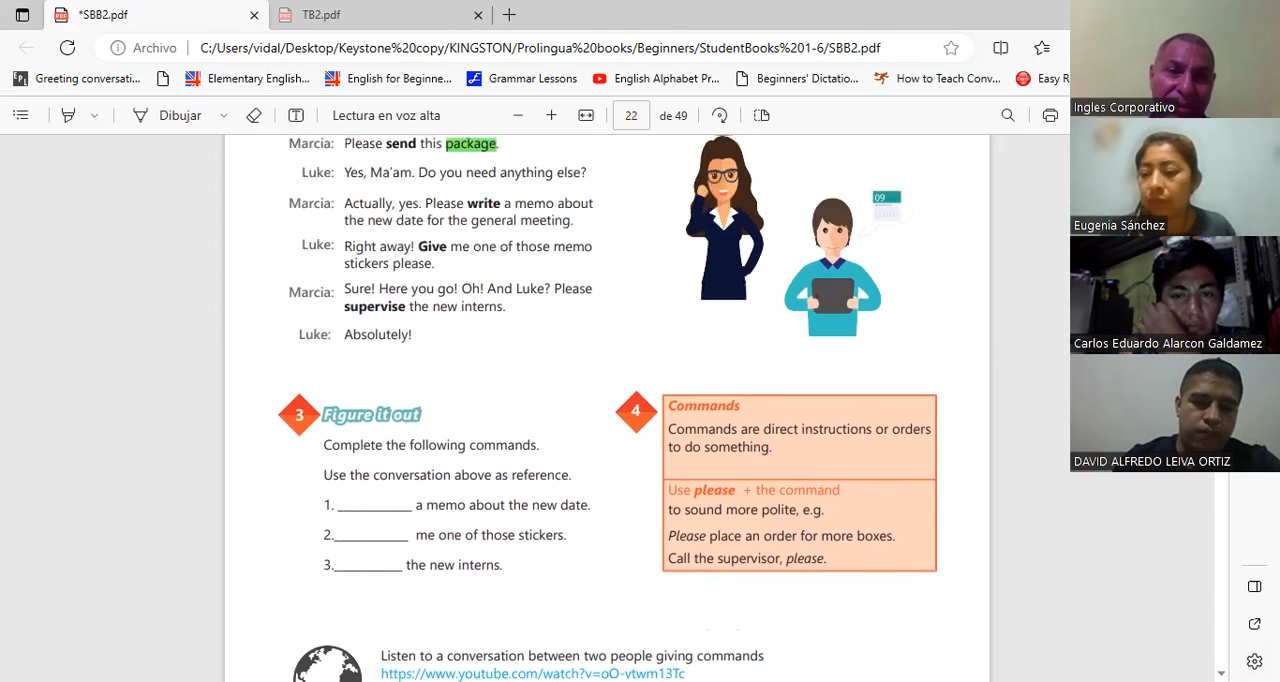 *SBB2.pdf
TB2.pdf
Archivo
C:/Users/vidal/Desktop/Keystone%20copy/KINGSTON/Prolingua%20books/Beginners/StudentBooks%201-6/SBB2.pdf
Greeting conversati...
Elementary English...
English for Beginne...
Grammar Lessons
English Alphabet Pr...
Beginners' Dictatio...
How to Teach Conv...
Easy R
Dibujar
Lectura en voz alta
22
de 49
Marcia: Please send this package.
Luke: Yes, Ma'am. Do you need anything else?
Marcia: Actually, yes. Please write a memo about
the new date for the general meeting.
Luke: Right away! Give me one of those memo
stickers please.
Marcia: Sure! Here you go! Oh! And Luke? Please
supervise the new interns.
Luke: Absolutely!
09
3 Figure it out
Complete the following commands.
Use the conversation above as reference.
1. ____________ a memo about the new date.
2.____________ me one of those stickers.
3.___________ the new interns.
4
Commands
Commands are direct instructions or orders
to do something.
Use please + the command
to sound more polite, e.g.
Please place an order for more boxes.
Call the supervisor, please.
Listen to a conversation between two people giving commands
https://www.youtube.com/watch?v=oO-vtwm13Tc
Ingles Corporativo
Eugenia Sánchez
Carlos Eduardo Alarcon Galdamez
DAVID ALFREDO LEIVA ORTIZ